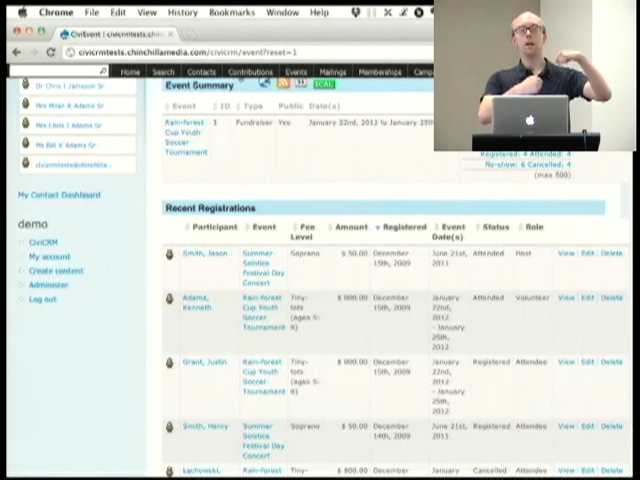 Chrome File Edit View History Bookmarks Window Help
CiviEvent | civicrmtests.chinchillamedia.com
civicrmtests.chinchillamedia.com/civicrm/event?reset=1
Home Search Contacts Contributions Events Mailings Memberships Camp
Dr Chris J Jameson Sr
Event Summary
ICAL
Mrs Milan R Adams Sr
Event ID Type Public Date(s)
Mrs Chris J Adams Sr
Rain-forest Cup Youth Soccer Tournament
Fundraiser Yes January 22nd, 2012 to January 25th
Ms Bill R Adams
Registered: 4 Attended: 4
No-show: 6 Cancelled: 4
(max 500)
My Contact Dashboard
demo
CiviCRM
My account
Create content
Administer
Log out
Recent Registrations
Participant Event Fee Level Amount Registered Event Date(s) Status Role
Smith, Jason Summer Solstice Festival Day Concert Soprano $ 50.00 December 15th, 2009 June 21st, 2011 Attended Host View Edit Delete
Adams, Kenneth Rain-forest Cup Youth Soccer Tournament Tiny-tots (ages 5-8) $ 800.00 December 15th, 2009 January 22nd, 2012 - January 25th, 2012 Attended Volunteer View Edit Delete
Grant, Justin Rain-forest Cup Youth Soccer Tournament Tiny-tots (ages 5-8) $ 800.00 December 15th, 2009 January 22nd, 2012 - January 25th, 2012 Registered Attendee View Edit Delete
Smith, Henry Summer Solstice Festival Day Concert Soprano $ 50.00 December 14th, 2009 June 21st, 2011 Registered Attendee View Edit Delete
Lachowski, Rain-forest Tiny- $ 800.00 December January Cancelled Attendee View Edit Delete